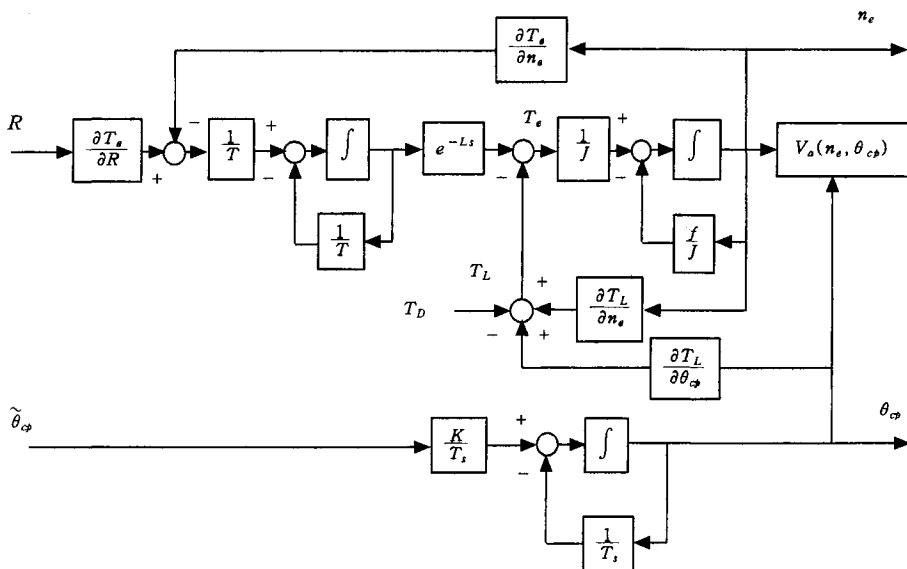 n_e
∂T_e/∂n_e
R
∂T_e/∂R
−
+
1/T
+
−
∫
e^{-Ls}
T_e
−
1/J
+
−
∫
V_a(n_e, θ_cp)
1/T
f/J
T_L
T_D
+
−
+
∂T_L/∂n_e
∂T_L/∂θ_cp
θ̃_cp
K/T_s
+
−
∫
θ_cp
1/T_s